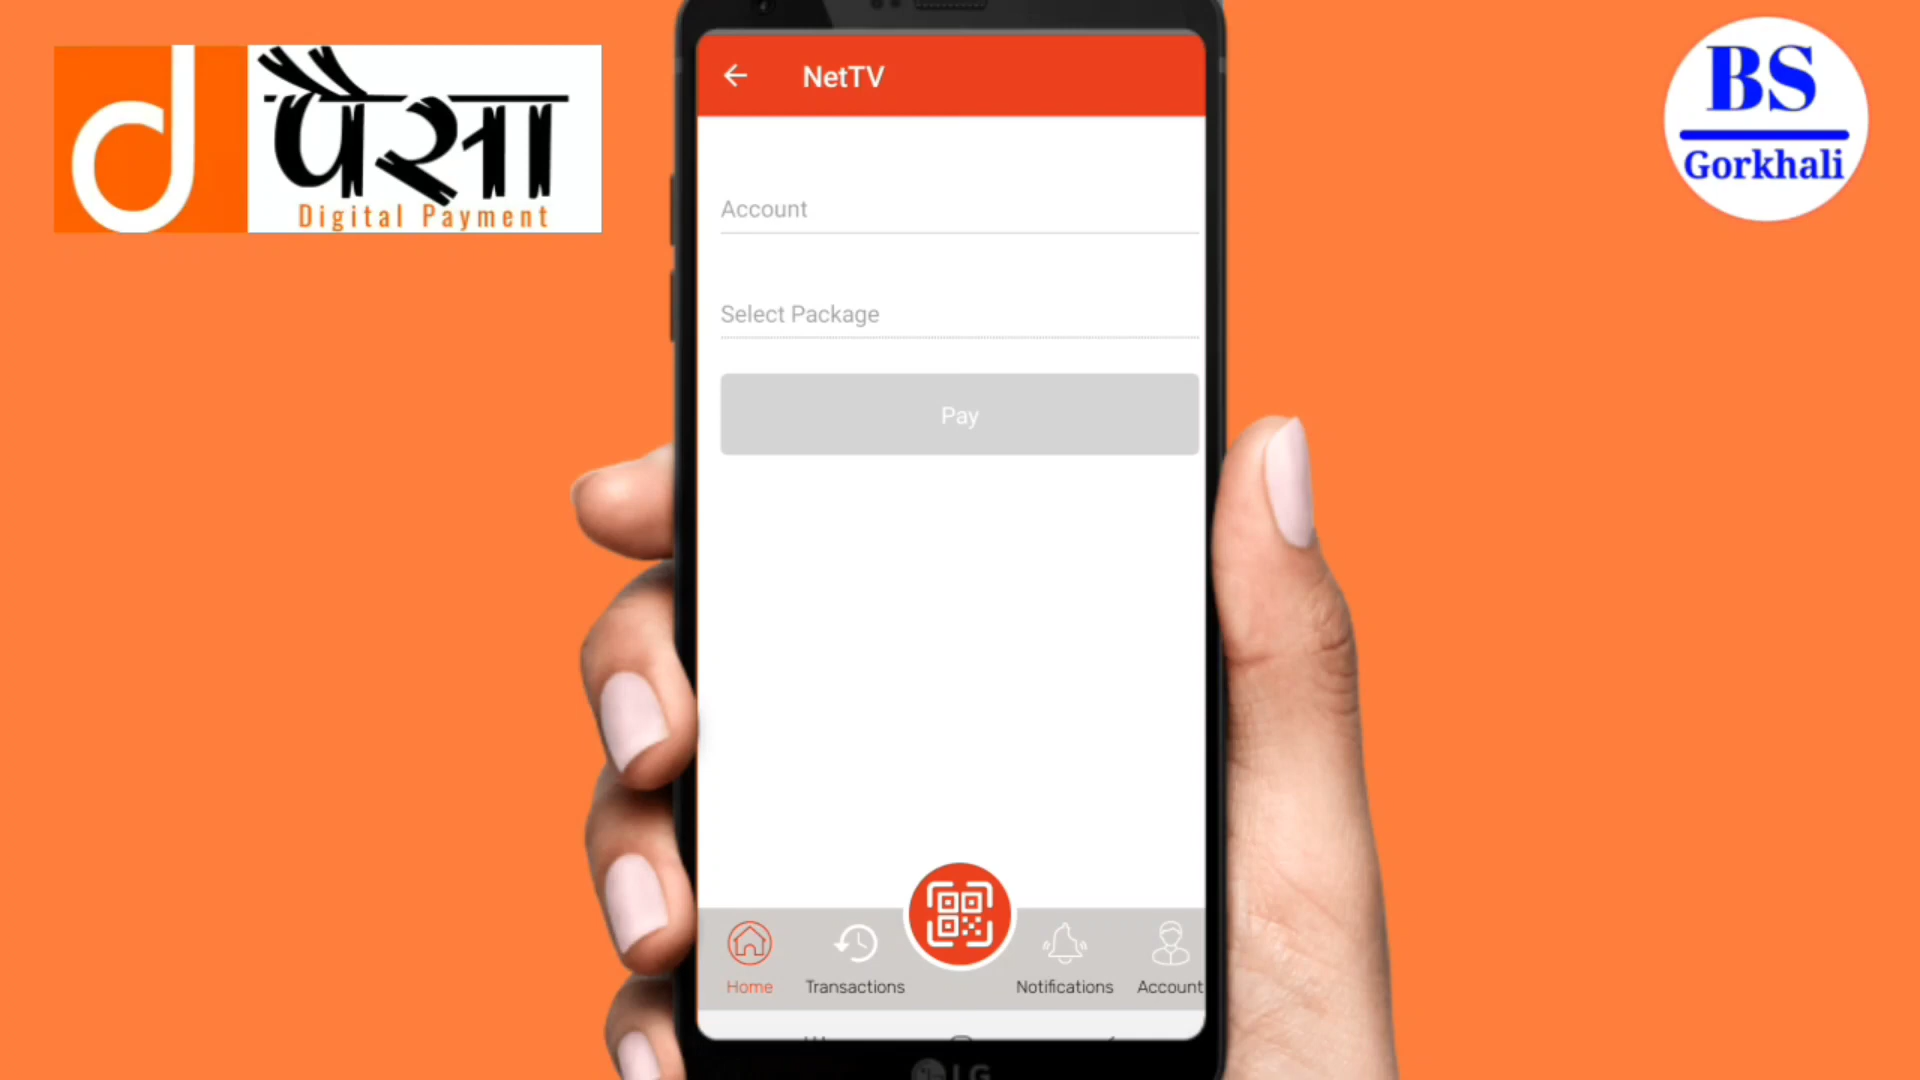 d पैसा
Digital Payment
BS
Gorkhali
NetTV
Account
Select Package
Pay
Home
Transactions
Notifications
Account
LG